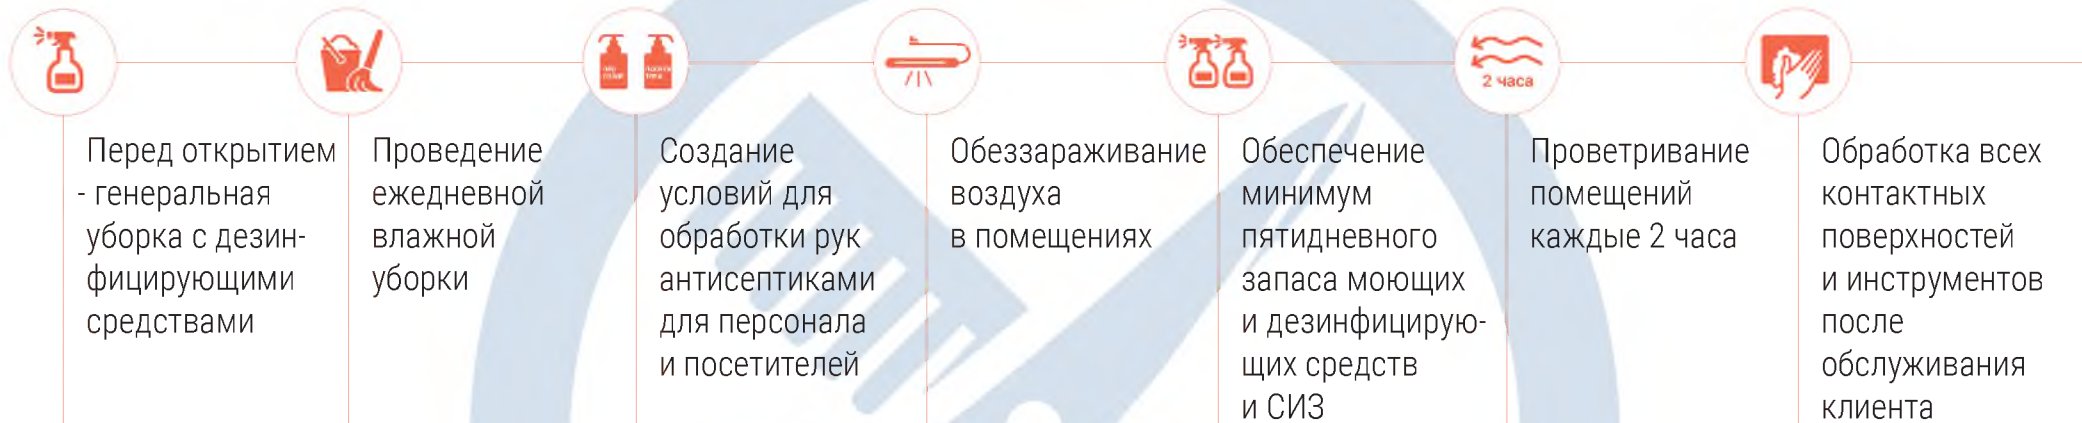 2 часа
Перед открытием
- генеральная
уборка с дезин-
фицирующими
средствами
Проведение
ежедневной
влажной
уборки
Создание
условий для
обработки рук
антисептиками
для персонала
и посетителей
Обеззараживание
воздуха
в помещениях
Обеспечение
минимум
пятидневного
запаса моющих
и дезинфицирую-
щих средств
и СИЗ
Проветривание
помещений
каждые 2 часа
Обработка всех
контактных
поверхностей
и инструментов
после
обслуживания
клиента